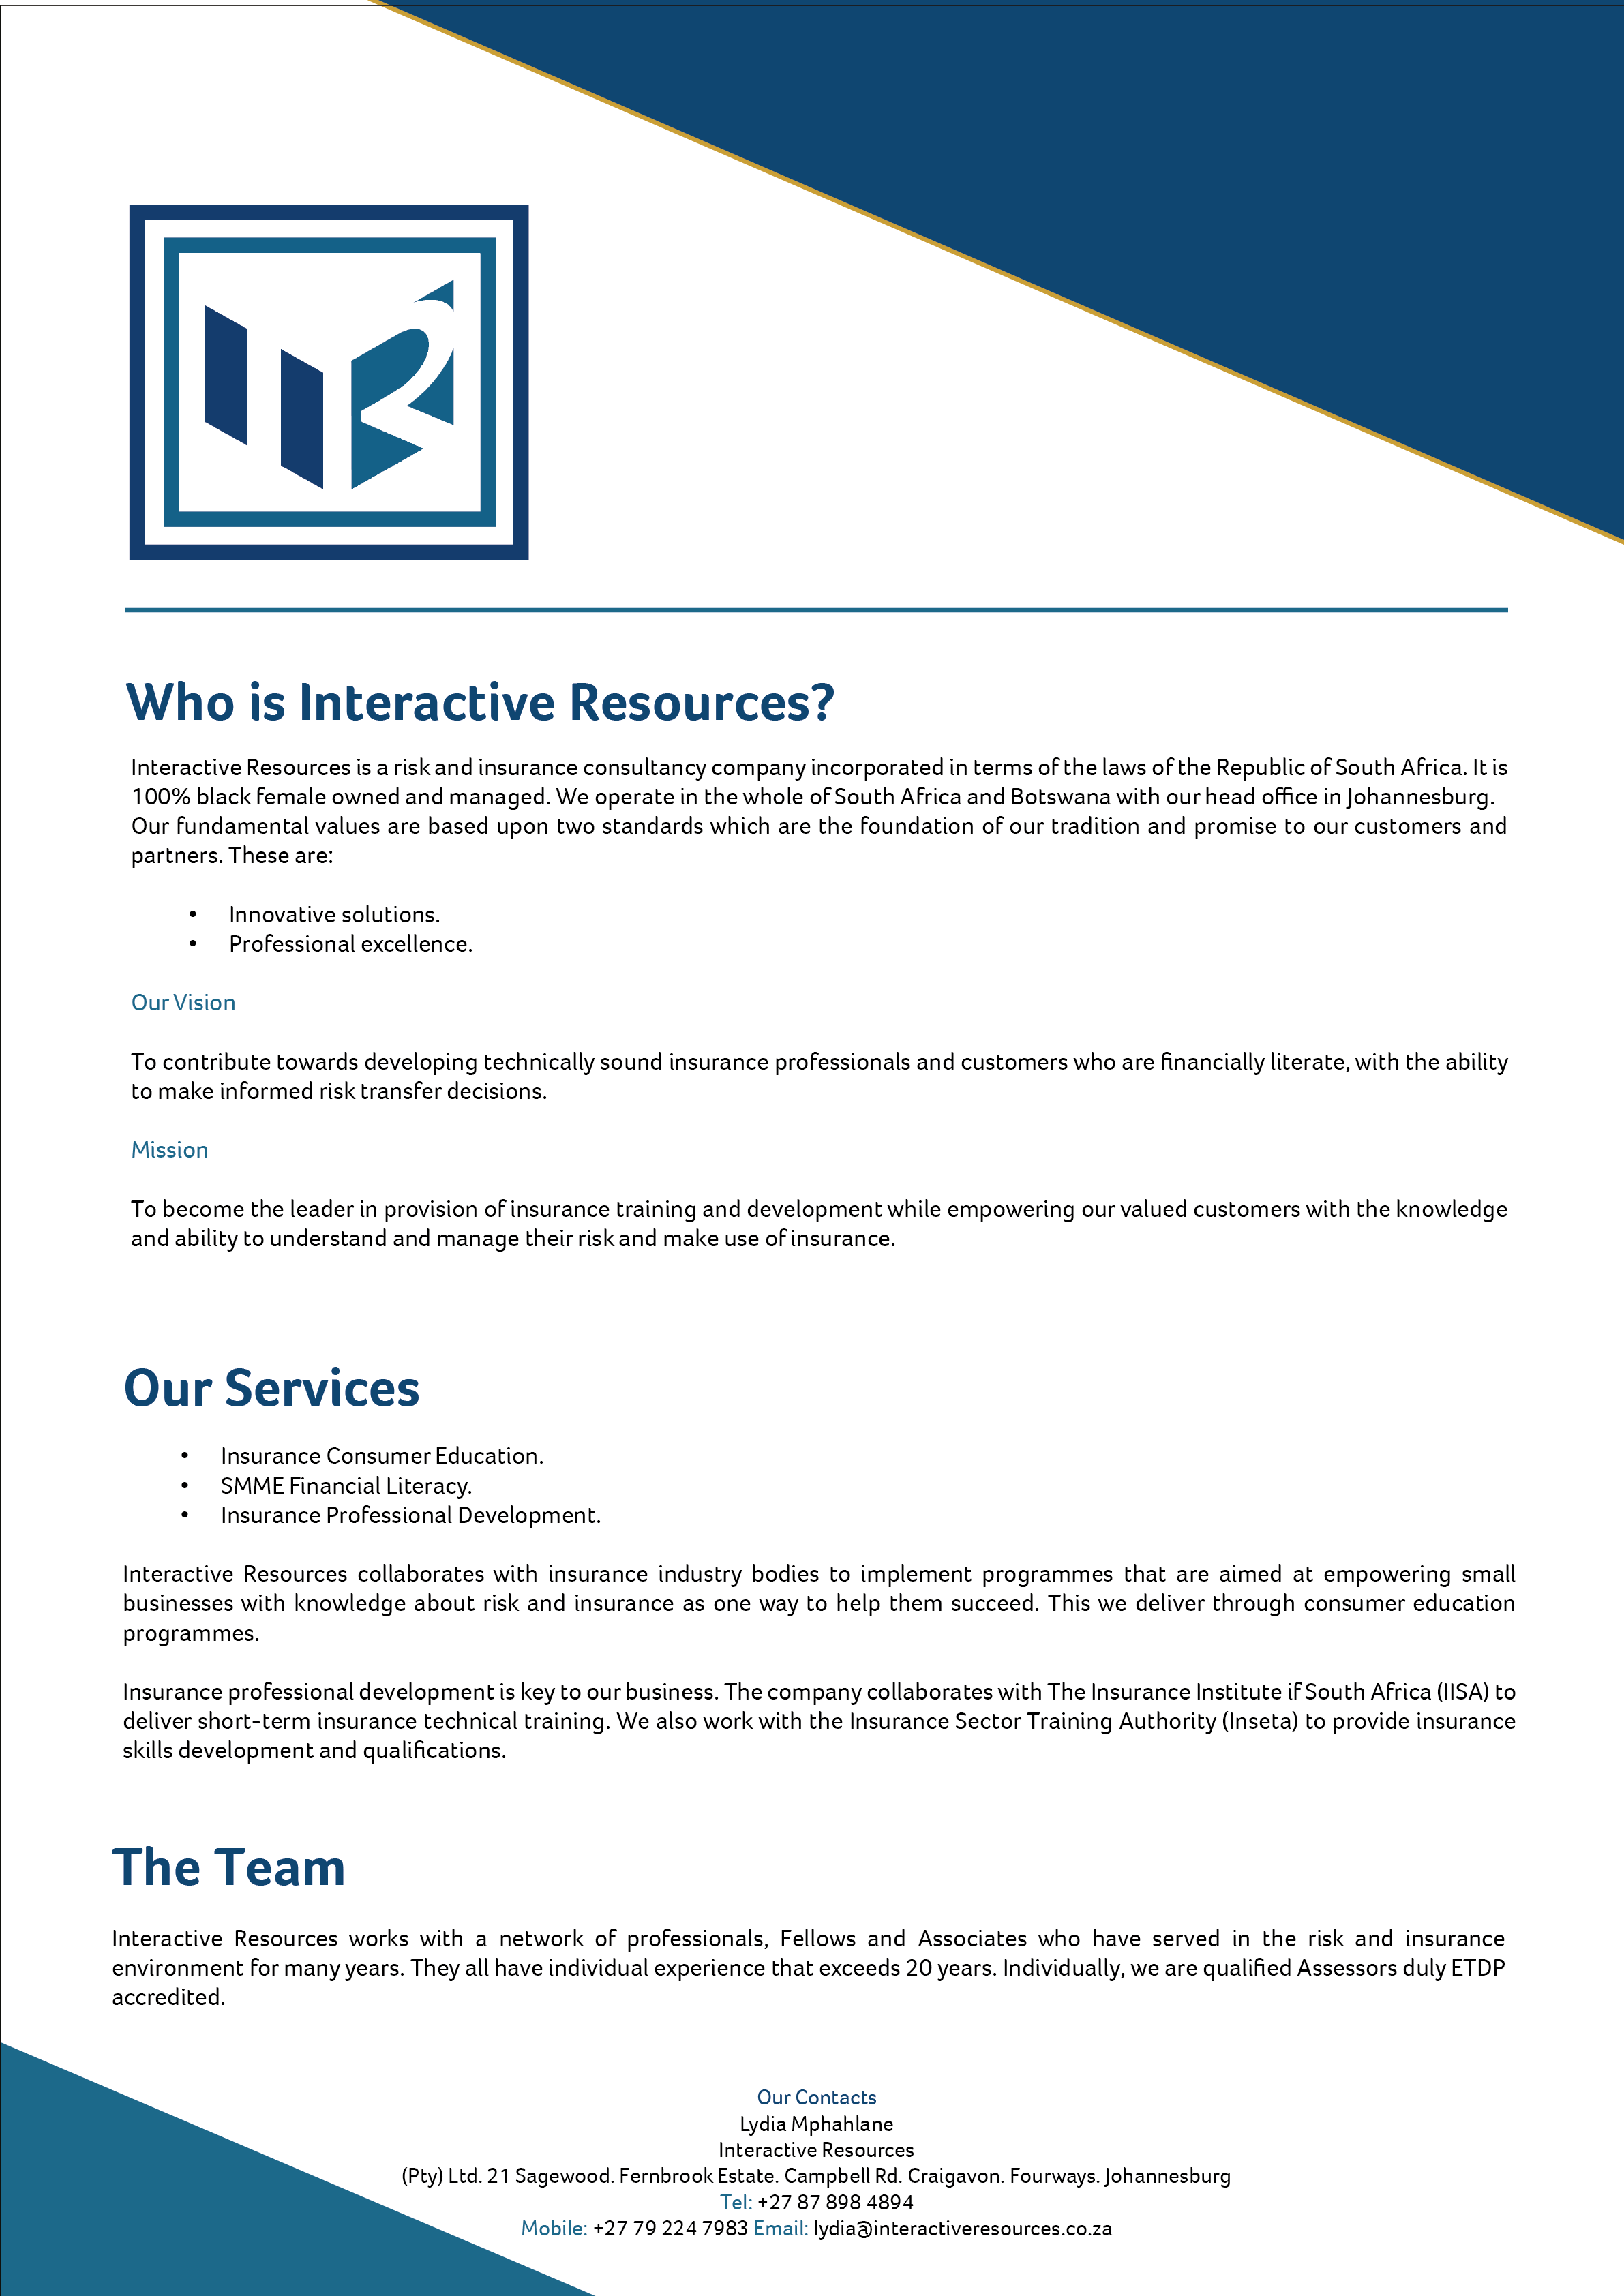 Who is Interactive Resources?
Interactive Resources is a risk and insurance consultancy company incorporated in terms of the laws of the Republic of South Africa. It is
100% black female owned and managed. We operate in the whole of South Africa and Botswana with our head office in Johannesburg.
Our fundamental values are based upon two standards which are the foundation of our tradition and promise to our customers and
partners. These are:
• Innovative solutions.
• Professional excellence.
Our Vision
To contribute towards developing technically sound insurance professionals and customers who are financially literate, with the ability
to make informed risk transfer decisions.
Mission
To become the leader in provision of insurance training and development while empowering our valued customers with the knowledge
and ability to understand and manage their risk and make use of insurance.
Our Services
• Insurance Consumer Education.
• SMME Financial Literacy.
• Insurance Professional Development.
Interactive Resources collaborates with insurance industry bodies to implement programmes that are aimed at empowering small
businesses with knowledge about risk and insurance as one way to help them succeed. This we deliver through consumer education
programmes.
Insurance professional development is key to our business. The company collaborates with The Insurance Institute if South Africa (IISA) to
deliver short-term insurance technical training. We also work with the Insurance Sector Training Authority (Inseta) to provide insurance
skills development and qualifications.
The Team
Interactive Resources works with a network of professionals, Fellows and Associates who have served in the risk and insurance
environment for many years. They all have individual experience that exceeds 20 years. Individually, we are qualified Assessors duly ETDP
accredited.
Our Contacts
Lydia Mphahlane
Interactive Resources
(Pty) Ltd. 21 Sagewood. Fernbrook Estate. Campbell Rd. Craigavon. Fourways. Johannesburg
Tel: +27 87 898 4894
Mobile: +27 79 224 7983 Email: lydia@interactiveresources.co.za